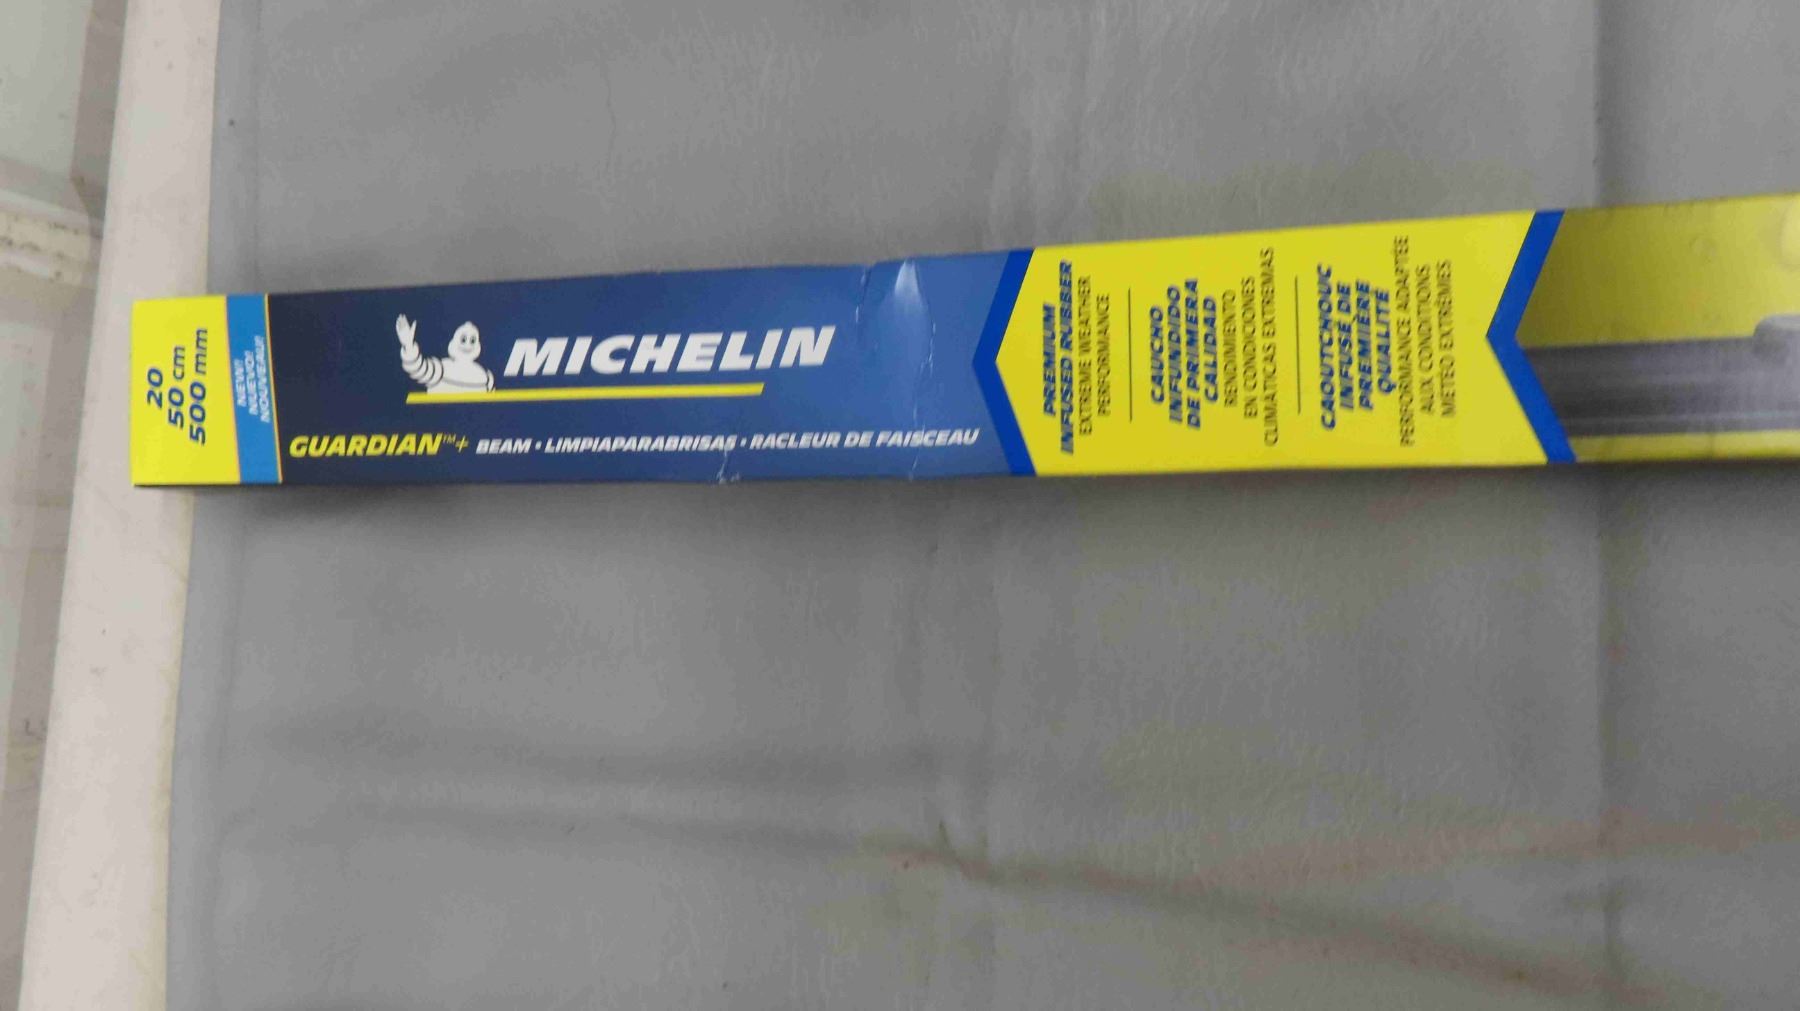 20
50 cm
500 mm
NEW!
¡NUEVO!
NOUVEAU!
MICHELIN
GUARDIAN™+ BEAM • LIMPIAPARABRISAS • RACLEUR DE FAISCEAU
PREMIUM
INFUSED RUBBER
EXTREME WEATHER
PERFORMANCE
CAUCHO
INFUNDIDO
DE PRIMERA
CALIDAD
RENDIMIENTO
EN CONDICIONES
CLIMÁTICAS EXTREMAS
CAOUTCHOUC
INFUSÉ DE
PREMIÈRE
QUALITÉ
PERFORMANCE ADAPTÉE
AUX CONDITIONS
MÉTÉO EXTRÊMES